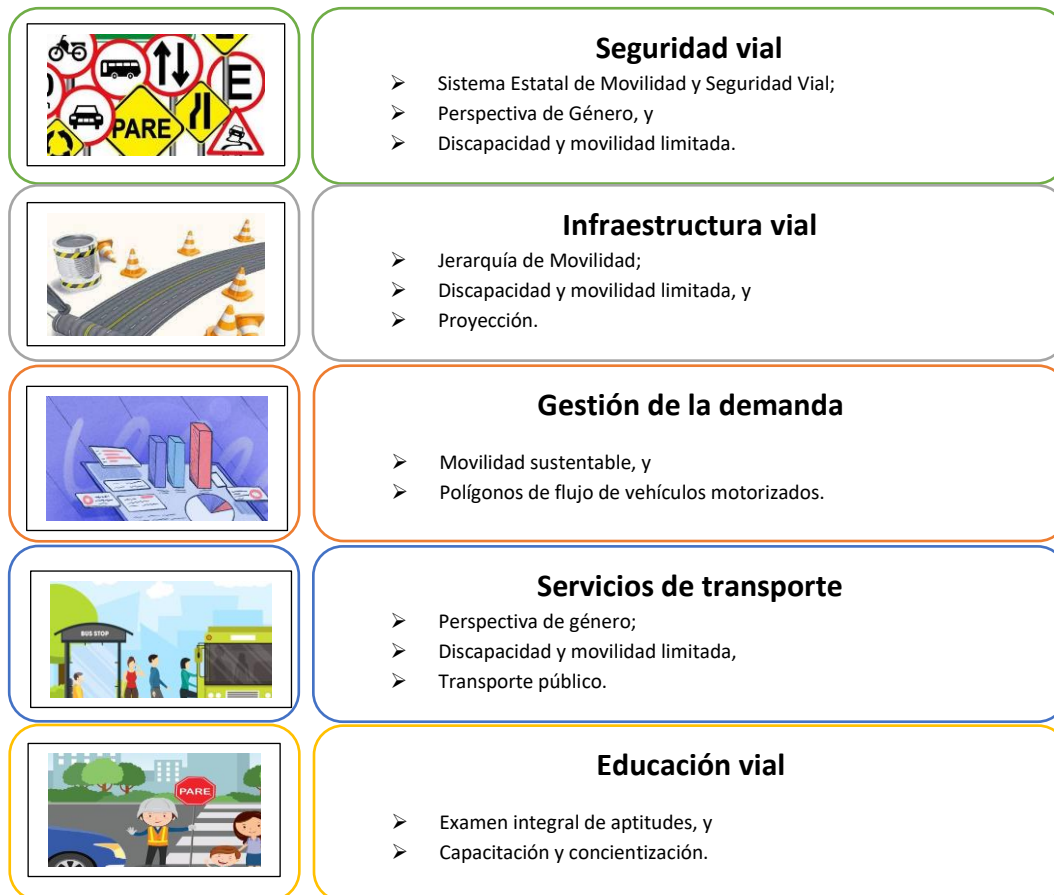 PARE
E
Seguridad vial
➢ Sistema Estatal de Movilidad y Seguridad Vial;
➢ Perspectiva de Género, y
➢ Discapacidad y movilidad limitada.
Infraestructura vial
➢ Jerarquía de Movilidad;
➢ Discapacidad y movilidad limitada, y
➢ Proyección.
Gestión de la demanda
➢ Movilidad sustentable, y
➢ Polígonos de flujo de vehículos motorizados.
BUS STOP
Servicios de transporte
➢ Perspectiva de género;
➢ Discapacidad y movilidad limitada,
➢ Transporte público.
PARE
Educación vial
➢ Examen integral de aptitudes, y
➢ Capacitación y concientización.